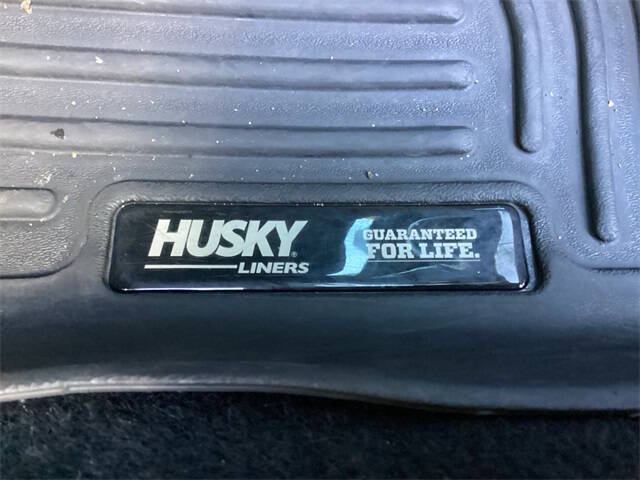 HUSKY®
LINERS
GUARANTEED
FOR LIFE.